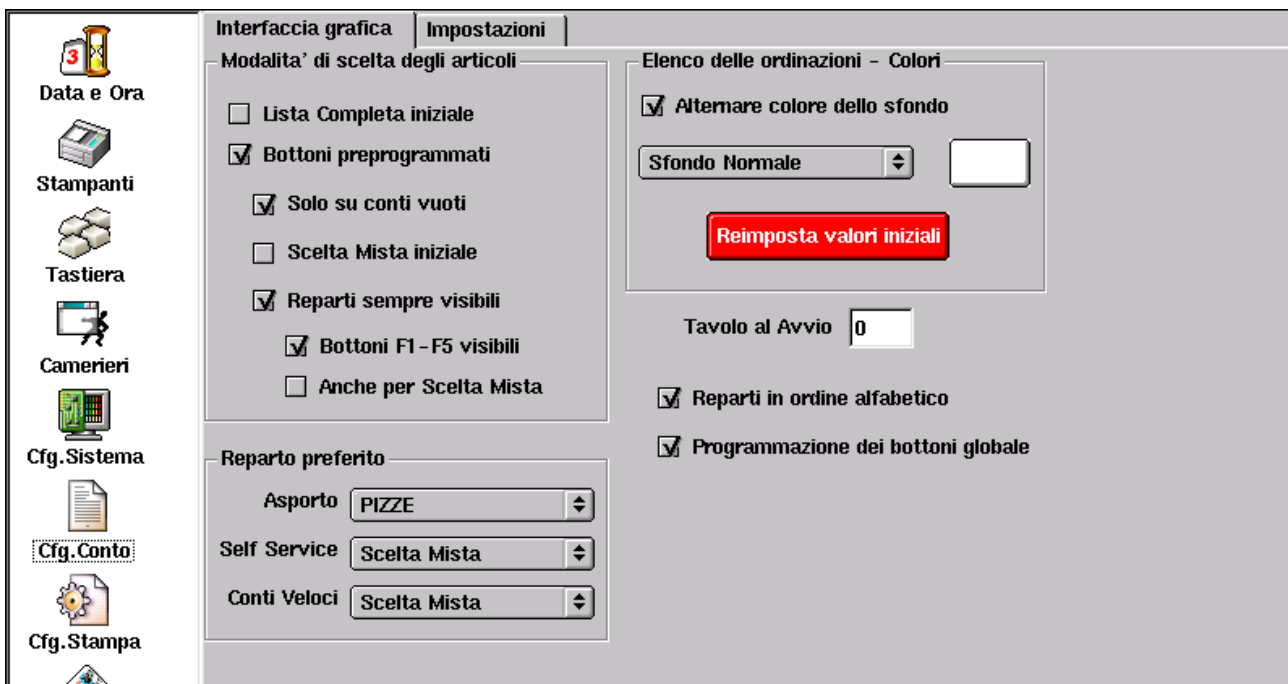 Data e Ora
Stampanti
Tastiera
Camerieri
Cfg.Sistema
Cfg.Conto
Cfg.Stampa
Interfaccia grafica
Impostazioni
Modalita' di scelta degli articoli
Lista Completa iniziale
Bottoni preprogrammati
Solo su conti vuoti
Scelta Mista iniziale
Reparti sempre visibili
Bottoni F1-F5 visibili
Anche per Scelta Mista
Reparto preferito
Asporto PIZZE
Self Service Scelta Mista
Conti Veloci Scelta Mista
Elenco delle ordinazioni - Colori
Alternare colore dello sfondo
Sfondo Normale
Reimposta valori iniziali
Tavolo al Avvio 0
Reparti in ordine alfabetico
Programmazione dei bottoni globale